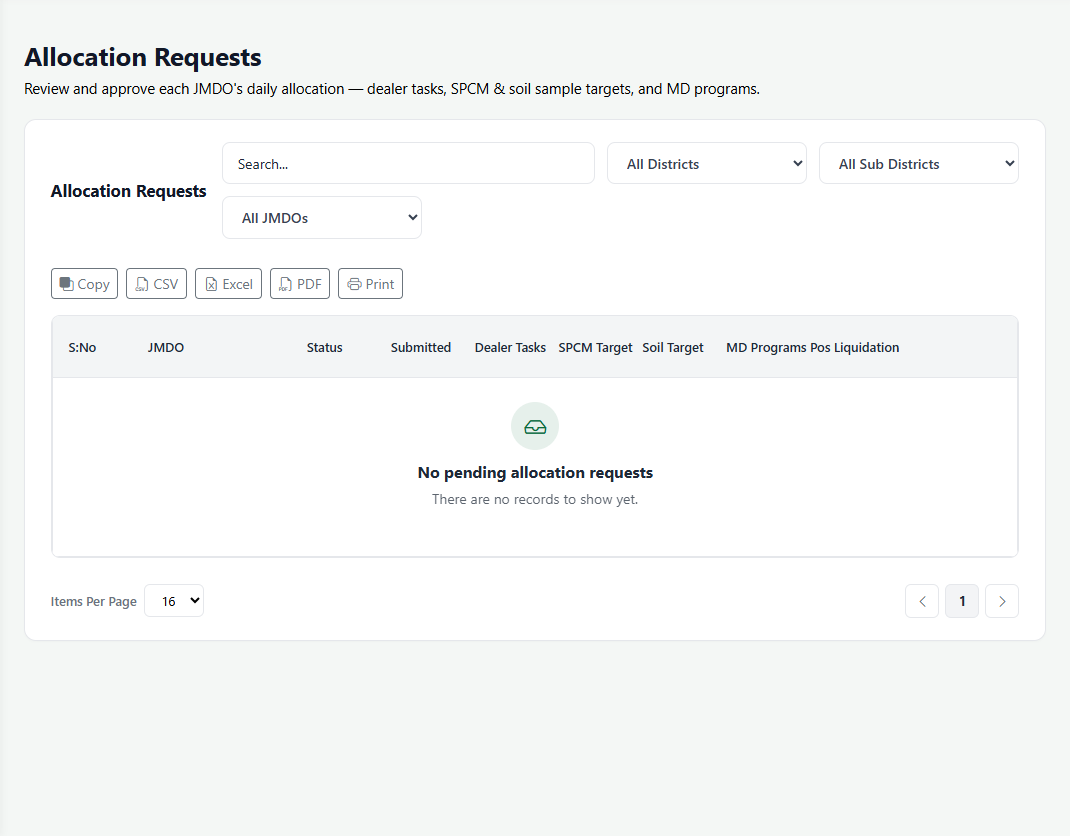 Allocation Requests
Review and approve each JMDO's daily allocation — dealer tasks, SPCM & soil sample targets, and MD programs.
Allocation Requests
Search...
All Districts
All Sub Districts
All JMDOs
Copy
CSV
Excel
PDF
Print
S:No JMDO Status Submitted Dealer Tasks SPCM Target Soil Target MD Programs Pos Liquidation
No pending allocation requests
There are no records to show yet.
Items Per Page 16
1